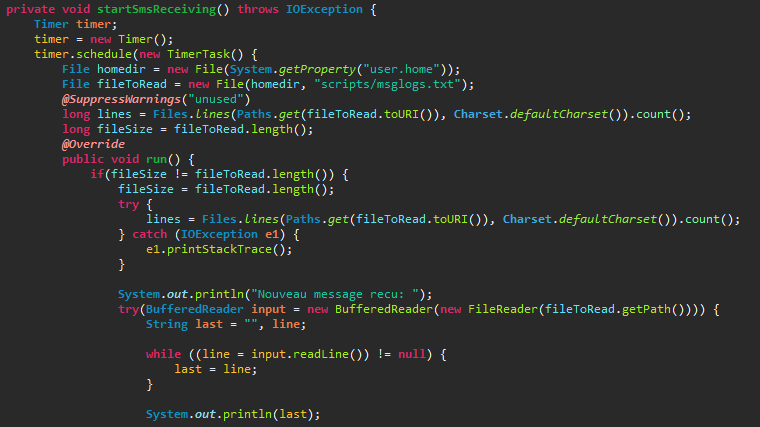 private void startSmsReceiving() throws IOException {
    Timer timer;
    timer = new Timer();
    timer.schedule(new TimerTask() {
        File homedir = new File(System.getProperty("user.home"));
        File fileToRead = new File(homedir, "scripts/msglogs.txt");
        @SuppressWarnings("unused")
        long lines = Files.lines(Paths.get(fileToRead.toURI()), Charset.defaultCharset()).count();
        long fileSize = fileToRead.length();
        @Override
        public void run() {
            if(fileSize != fileToRead.length()) {
                fileSize = fileToRead.length();
                try {
                    lines = Files.lines(Paths.get(fileToRead.toURI()), Charset.defaultCharset()).count();
                } catch (IOException e1) {
                    e1.printStackTrace();
                }

                System.out.println("Nouveau message recu: ");
                try(BufferedReader input = new BufferedReader(new FileReader(fileToRead.getPath()))) {
                    String last = "", line;

                    while ((line = input.readLine()) != null) {
                        last = line;
                    }

                    System.out.println(last);